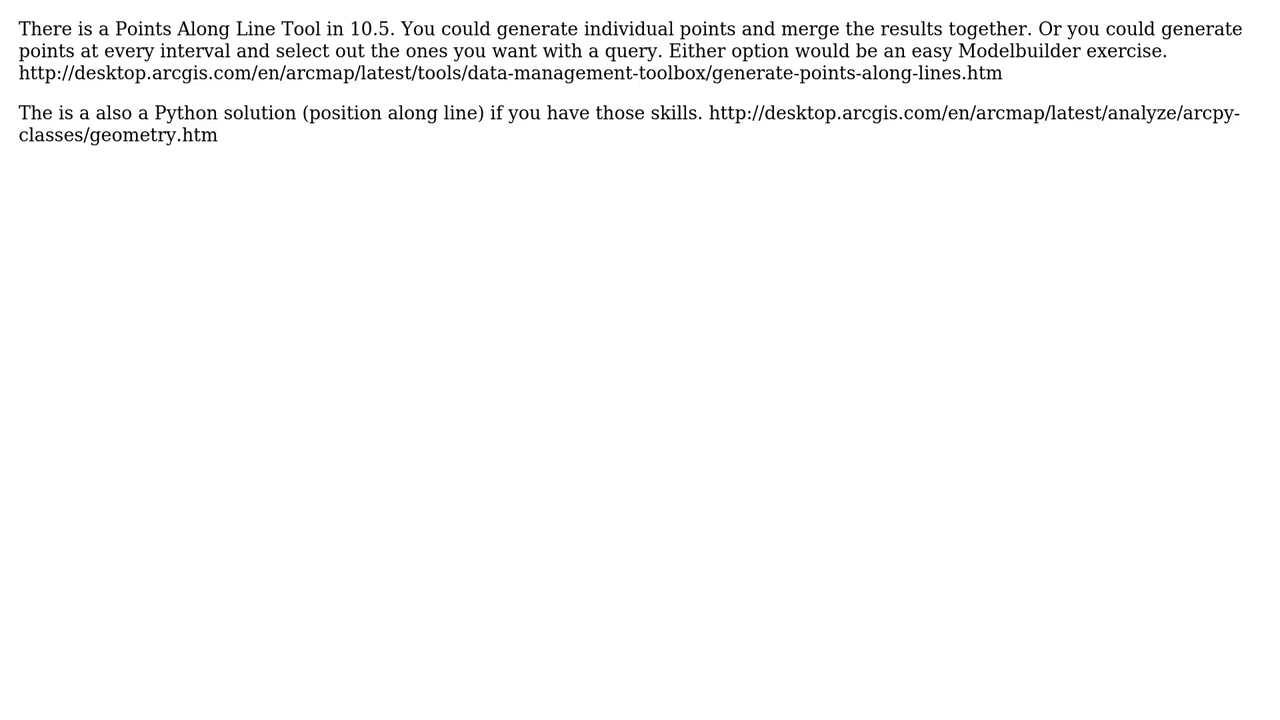 There is a Points Along Line Tool in 10.5. You could generate individual points and merge the results together. Or you could generate
points at every interval and select out the ones you want with a query. Either option would be an easy Modelbuilder exercise.
http://desktop.arcgis.com/en/arcmap/latest/tools/data-management-toolbox/generate-points-along-lines.htm
The is a also a Python solution (position along line) if you have those skills. http://desktop.arcgis.com/en/arcmap/latest/analyze/arcpy-
classes/geometry.htm